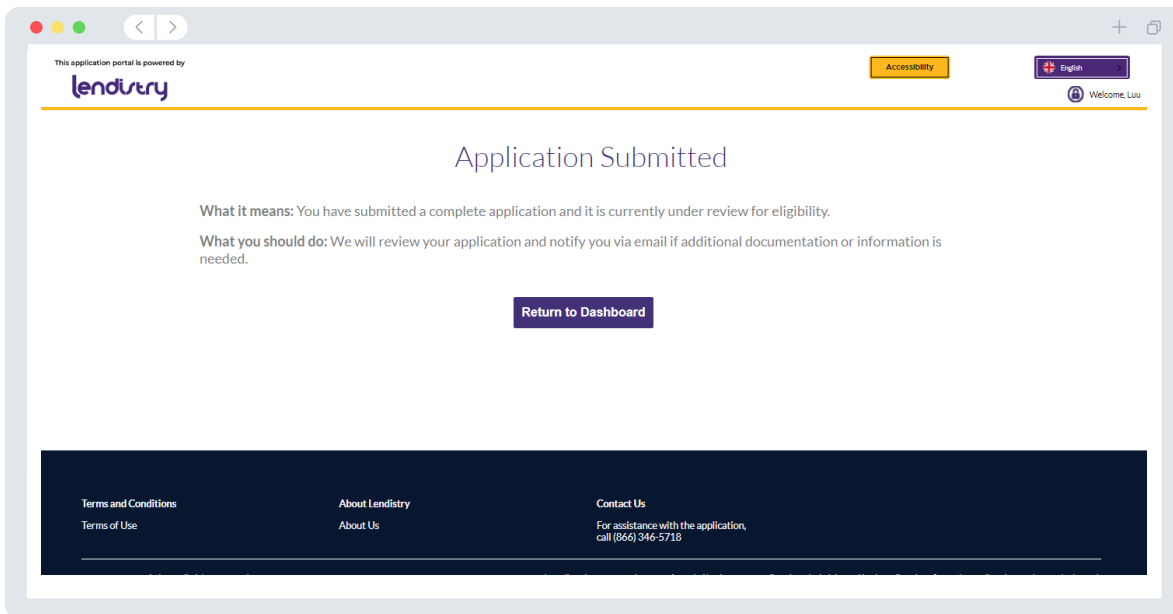 This application portal is powered by
lendistry
Accessibility
English
Welcome, Luu
Application Submitted
What it means: You have submitted a complete application and it is currently under review for eligibility.
What you should do: We will review your application and notify you via email if additional documentation or information is
needed.
Return to Dashboard
Terms and Conditions
About Lendistry
Contact Us
Terms of Use
About Us
For assistance with the application,
call (866) 346-5718